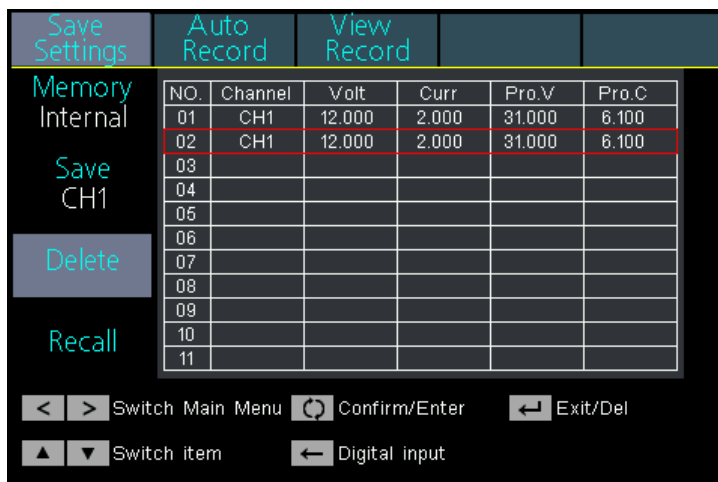 Save Settings Auto Record View Record
Memory
Internal
Save
CH1
Delete
Recall
NO. Channel Volt Curr Pro.V Pro.C
01 CH1 12.000 2.000 31.000 6.100
02 CH1 12.000 2.000 31.000 6.100
03
04
05
06
07
08
09
10
11
< > Switch Main Menu Confirm/Enter Exit/Del
▲ ▼ Switch item ← Digital input